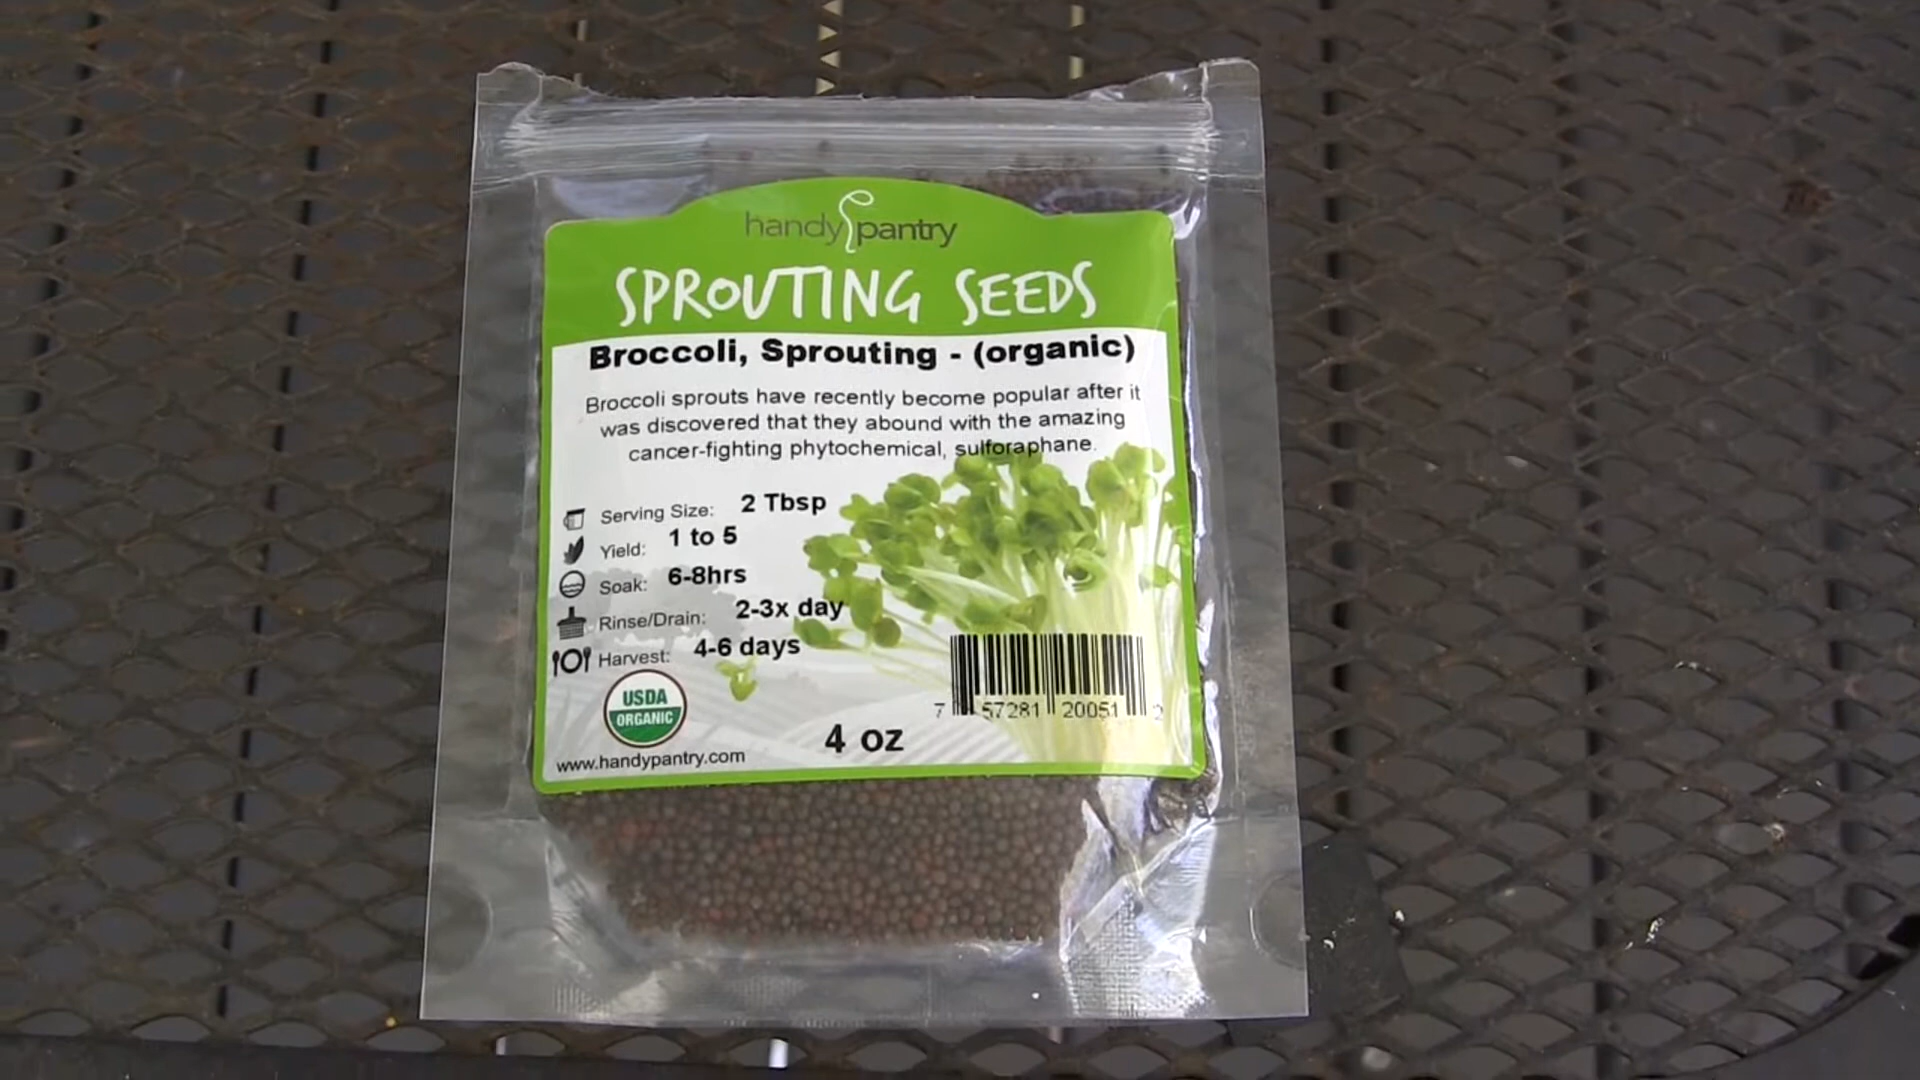 handy pantry
SPROUTING SEEDS
Broccoli, Sprouting - (organic)
Broccoli sprouts have recently become popular after it
was discovered that they abound with the amazing
cancer-fighting phytochemical, sulforaphane.
Serving Size: 2 Tbsp
Yield: 1 to 5
Soak: 6-8hrs
Rinse/Drain: 2-3x day
Harvest: 4-6 days
USDA
ORGANIC
7 57281 20051 2
4 oz
www.handypantry.com